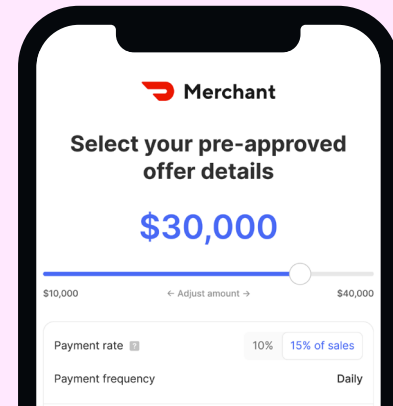 Merchant
Select your pre-approved
offer details
$30,000
$10,000 ← Adjust amount → $40,000
Payment rate ? 10% 15% of sales
Payment frequency Daily